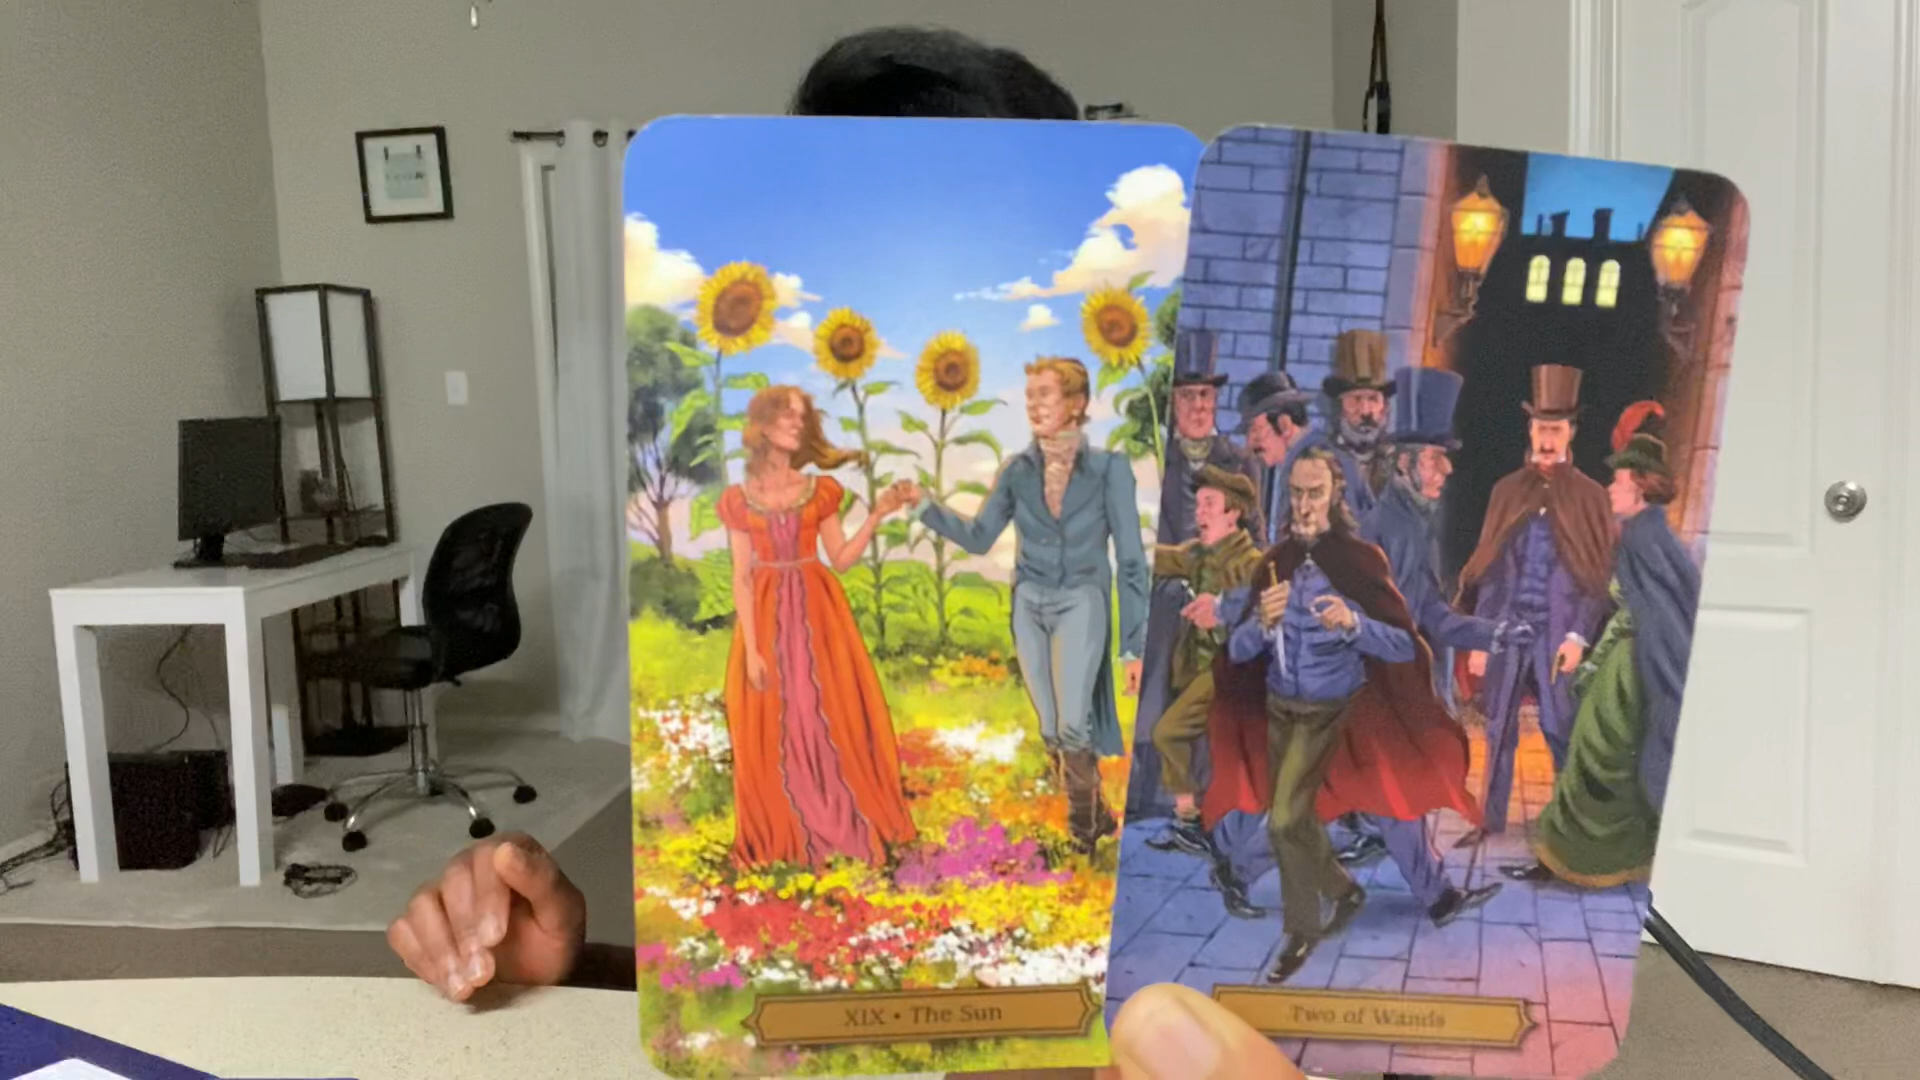 XIX • The Sun
Two of Wands